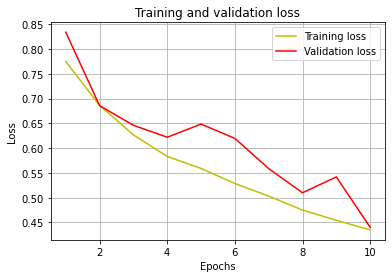 Training and validation loss
Training loss
Validation loss
0.85
0.80
0.75
0.70
0.65
0.60
0.55
0.50
0.45
Loss
2
4
6
8
10
Epochs